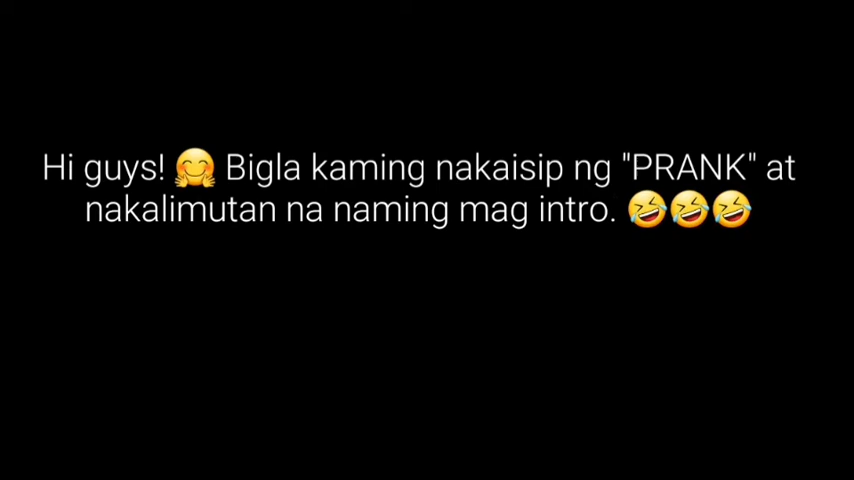 Hi guys! 🤗 Bigla kaming nakaisip ng "PRANK" at
nakalimutan na naming mag intro. 🤣🤣🤣